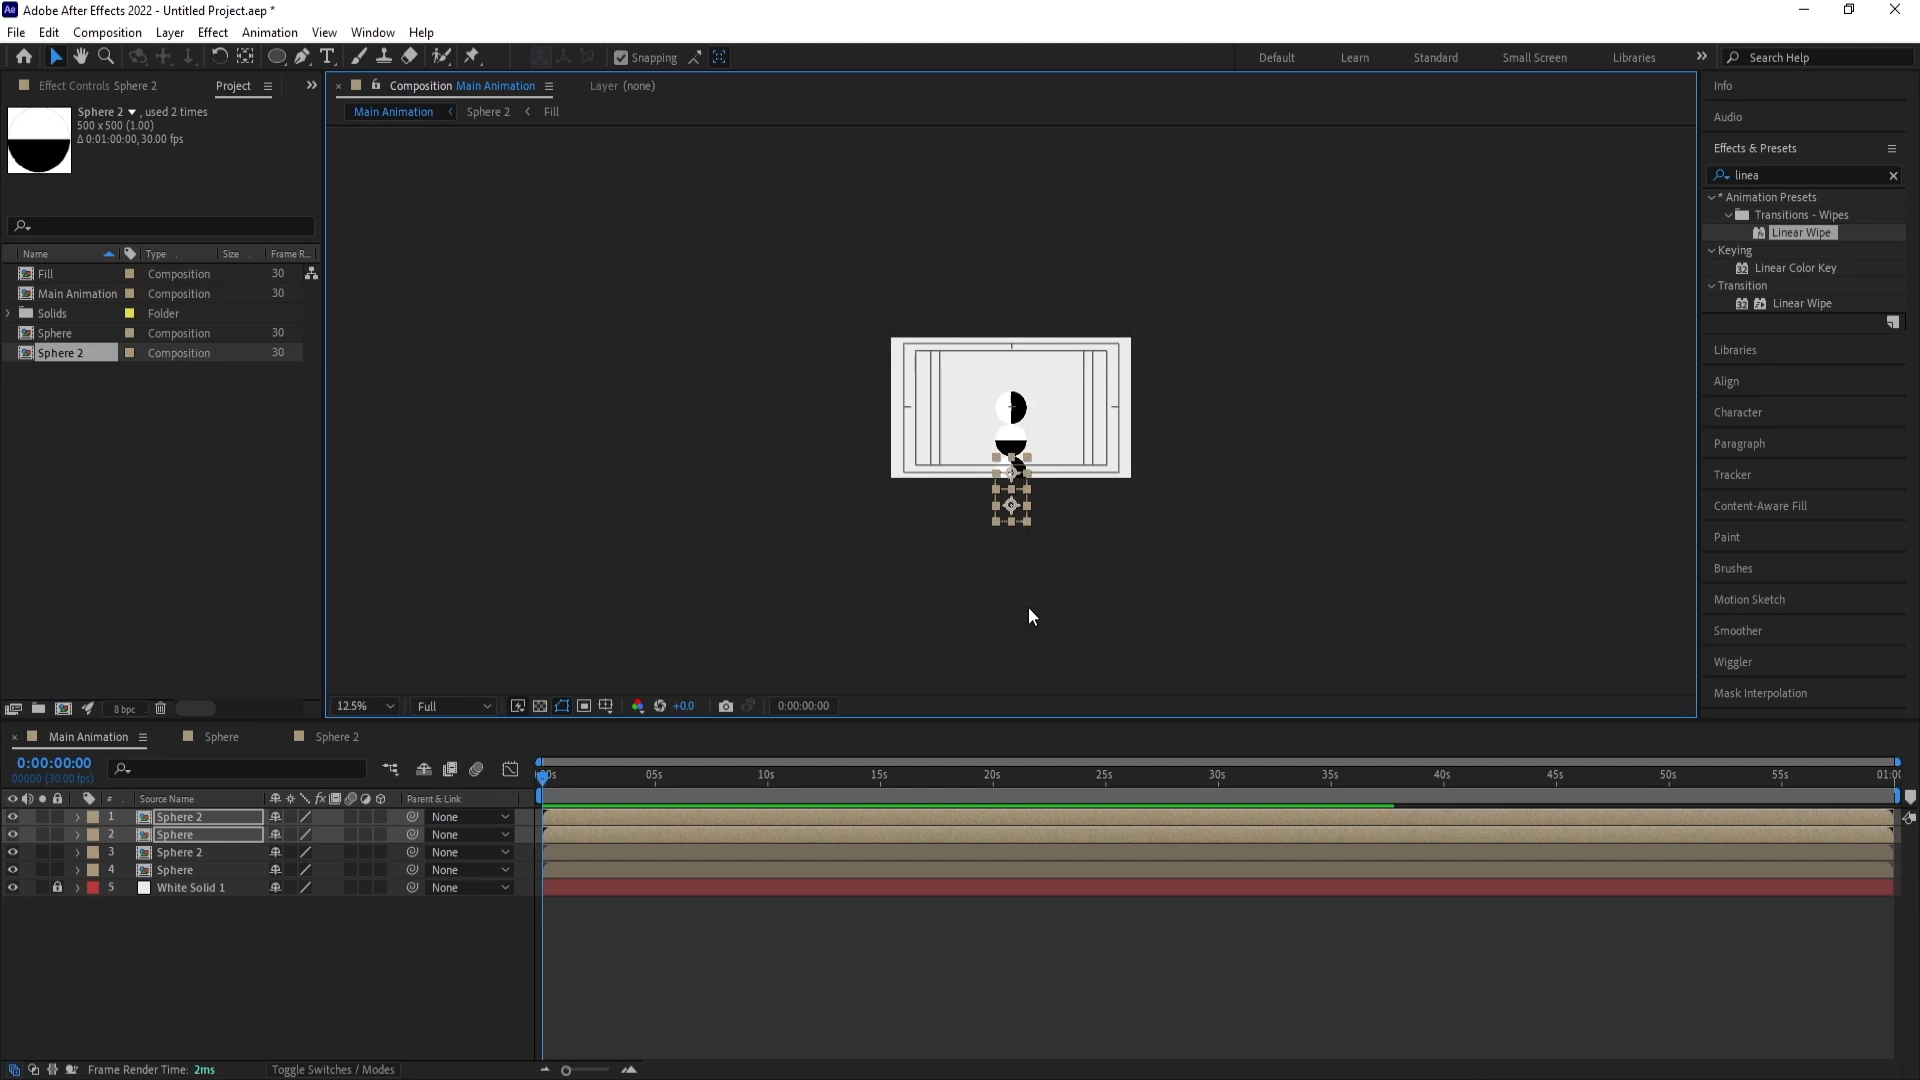 Adobe After Effects 2022 - Untitled Project.aep *
File Edit Composition Layer Effect Animation View Window Help
Snapping
Default Learn Standard Small Screen Libraries
Search Help
Effect Controls Sphere 2 Project
Sphere 2 , used 2 times
500 x 500 (1.00)
Δ 0:01:00:00, 30.00 fps
Name Type Size Frame R...
Fill Composition 30
Main Animation Composition 30
Solids Folder
Sphere Composition 30
Sphere 2 Composition 30
8 bpc
Composition Main Animation Layer (none)
Main Animation Sphere 2 Fill
12.5% Full +0.0 0:00:00:00
Info
Audio
Effects & Presets
linea
* Animation Presets
Transitions - Wipes
Linear Wipe
Keying
Linear Color Key
Transition
Linear Wipe
Libraries
Align
Character
Paragraph
Tracker
Content-Aware Fill
Paint
Brushes
Motion Sketch
Smoother
Wiggler
Mask Interpolation
Main Animation Sphere Sphere 2
0:00:00:00
00000 (30.00 fps)
05s 10s 15s 20s 25s 30s 35s 40s 45s 50s 55s
# Source Name Parent & Link
1 Sphere 2 None
2 Sphere None
3 Sphere 2 None
4 Sphere None
5 White Solid 1 None
Frame Render Time: 2ms Toggle Switches / Modes